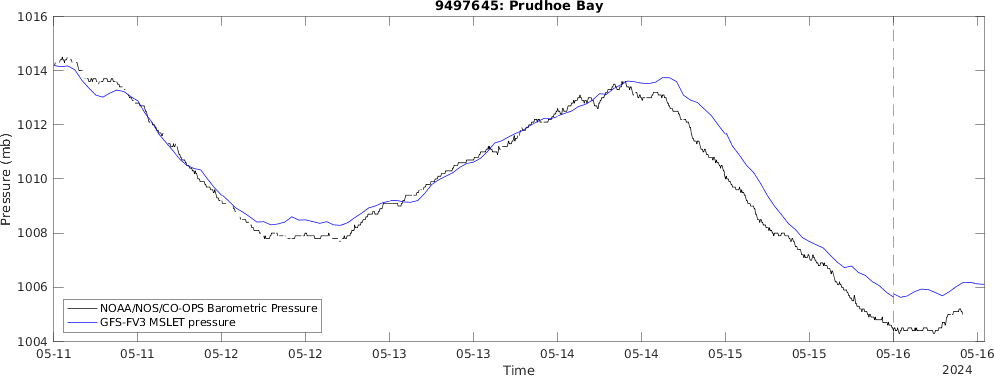 9497645: Prudhoe Bay
1016
1014
1012
1010
1008
1006
1004
Pressure (mb)
NOAA/NOS/CO-OPS Barometric Pressure
GFS-FV3 MSLET pressure
05-11 05-11 05-12 05-12 05-13 05-13 05-14 05-14 05-15 05-15 05-16 05-16
Time
2024